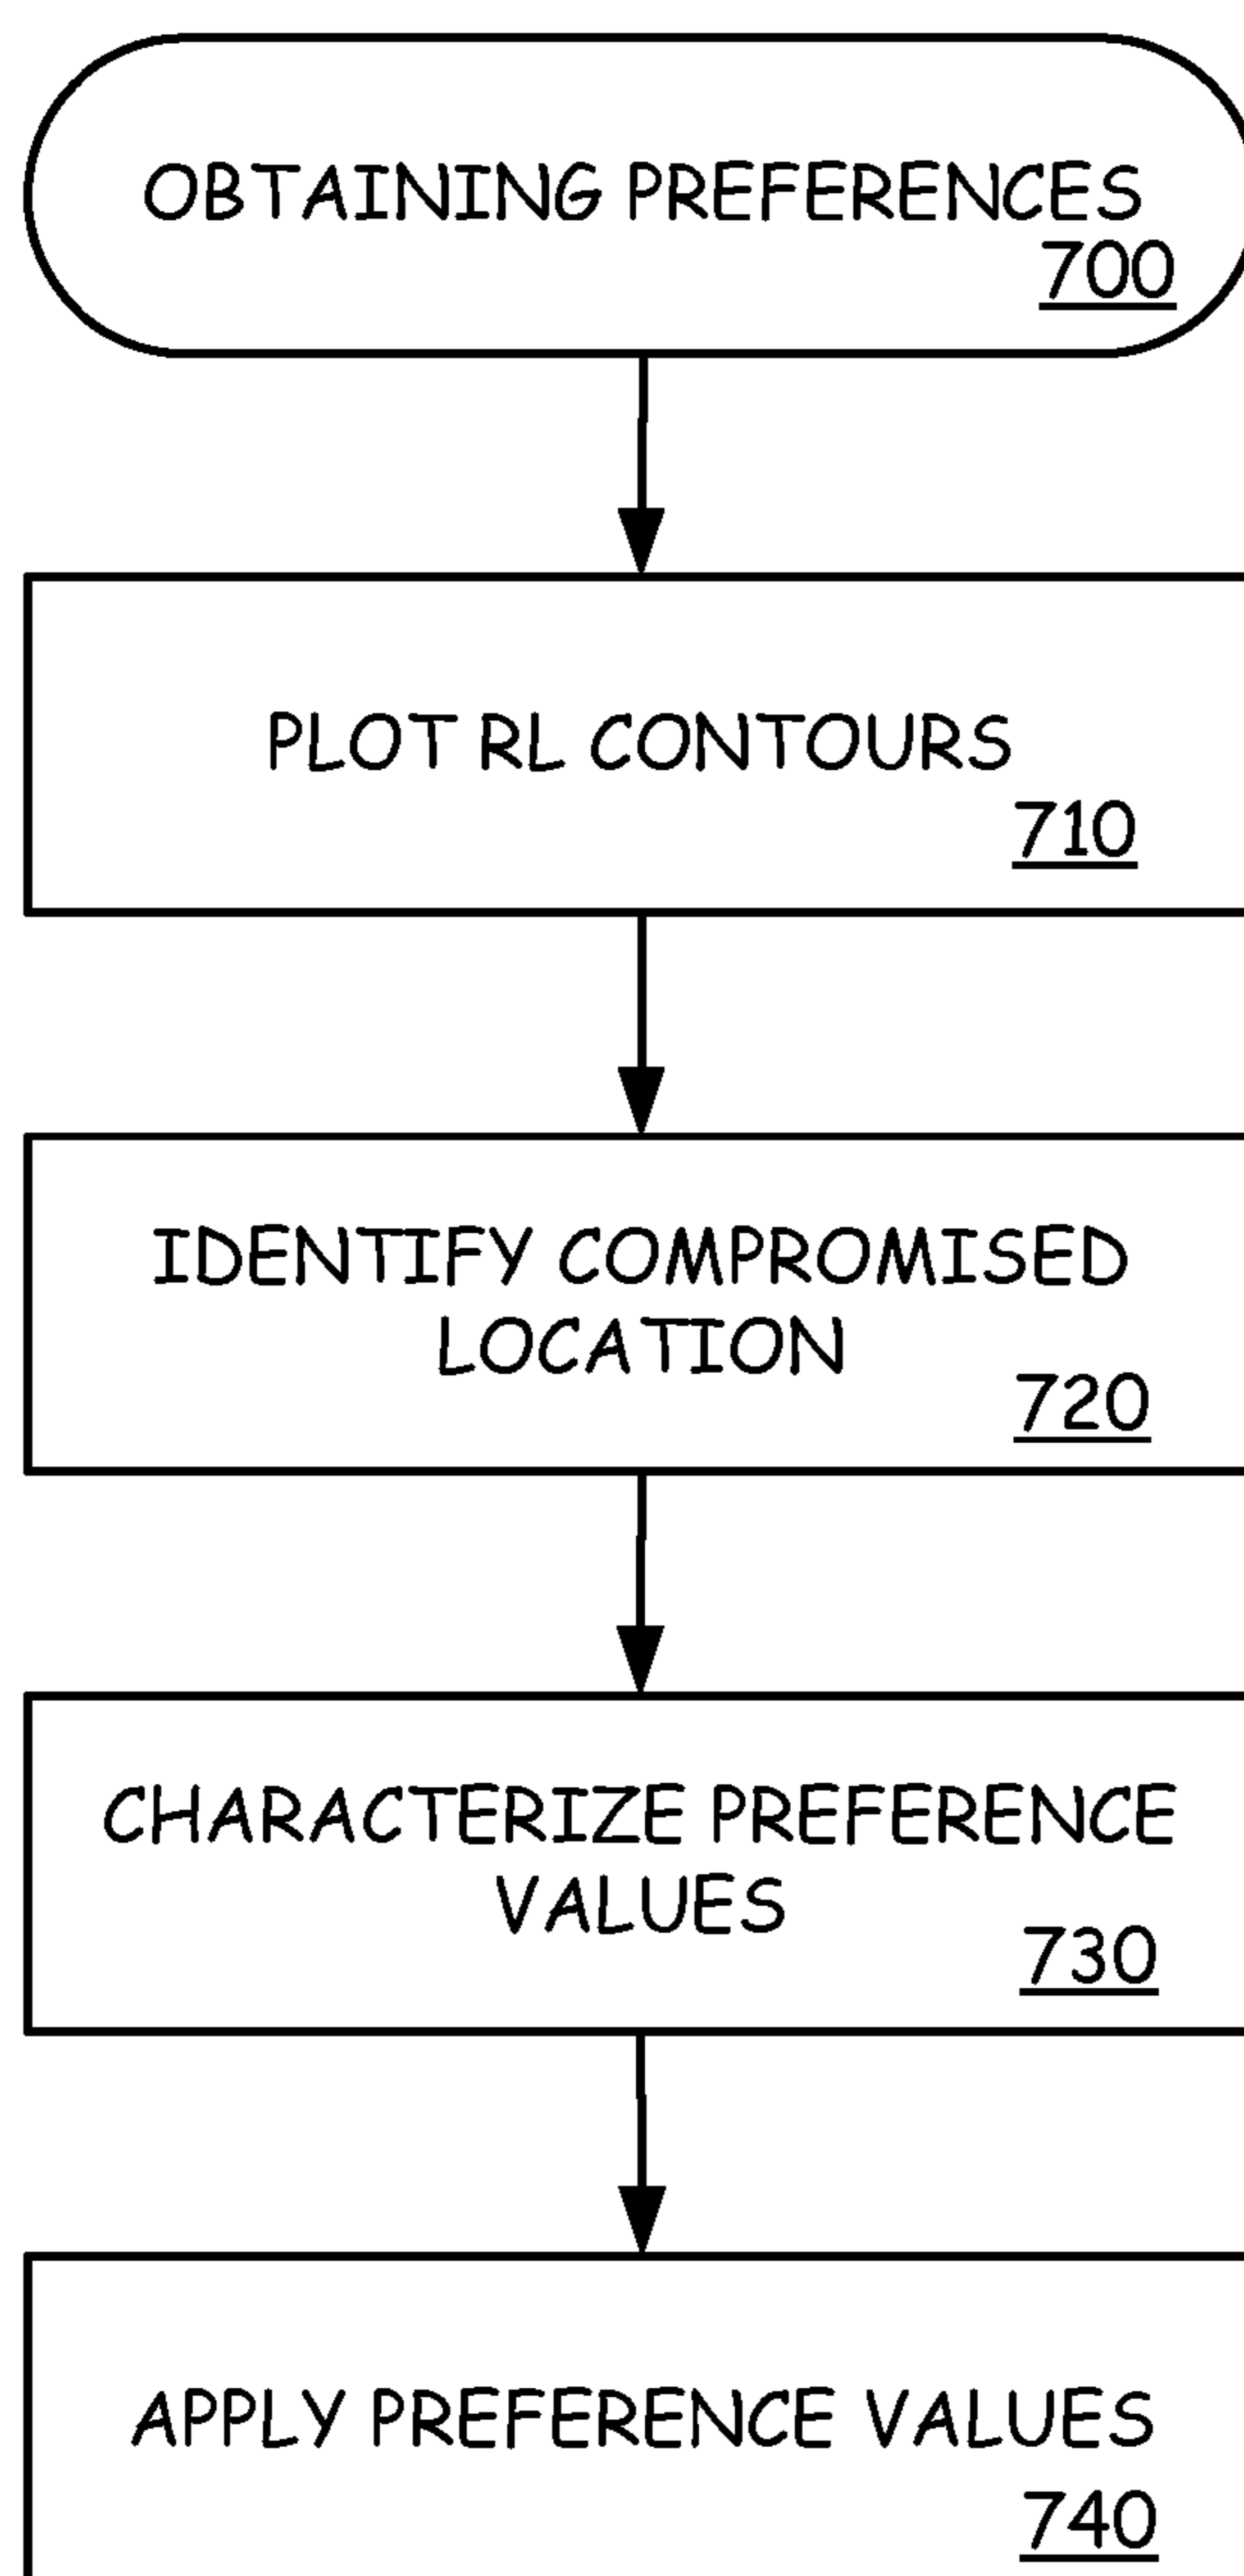 OBTAINING PREFERENCES
700
PLOT RL CONTOURS
710
IDENTIFY COMPROMISED
LOCATION
720
CHARACTERIZE PREFERENCE
VALUES
730
APPLY PREFERENCE VALUES
740